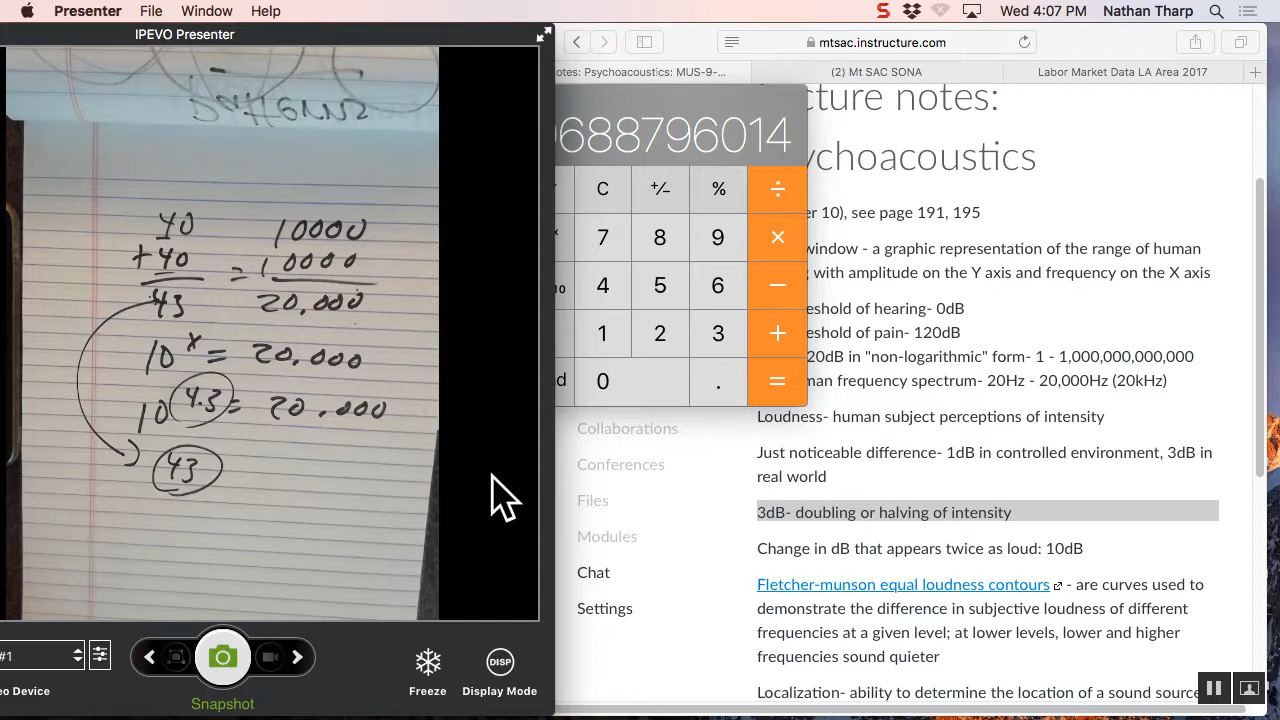 Presenter File Window Help
Wed 4:07 PM Nathan Tharp
IPEVO Presenter
mtsac.instructure.com
otes: Psychoacoustics: MUS-9-...
(2) Mt SAC SONA
Labor Market Data LA Area 2017
40 10000
+40 = 10000
43 20,000
10x = 20,000
10 4.3 = 20,000
43
688796014
C +/- % ÷
7 8 9 ×
4 5 6 −
10
1 2 3 +
0 . =
cture notes:
ychoacoustics
er 10), see page 191, 195
window - a graphic representation of the range of human
g with amplitude on the Y axis and frequency on the X axis
eshold of hearing- 0dB
eshold of pain- 120dB
20dB in "non-logarithmic" form- 1 - 1,000,000,000,000
man frequency spectrum- 20Hz - 20,000Hz (20kHz)
Loudness- human subject perceptions of intensity
Just noticeable difference- 1dB in controlled environment, 3dB in
real world
3dB- doubling or halving of intensity
Change in dB that appears twice as loud: 10dB
Fletcher-munson equal loudness contours - are curves used to
demonstrate the difference in subjective loudness of different
frequencies at a given level; at lower levels, lower and higher
frequencies sound quieter
Localization- ability to determine the location of a sound source
Collaborations
Conferences
Files
Modules
Chat
Settings
#1
eo Device
Snapshot
Freeze
DISP
Display Mode